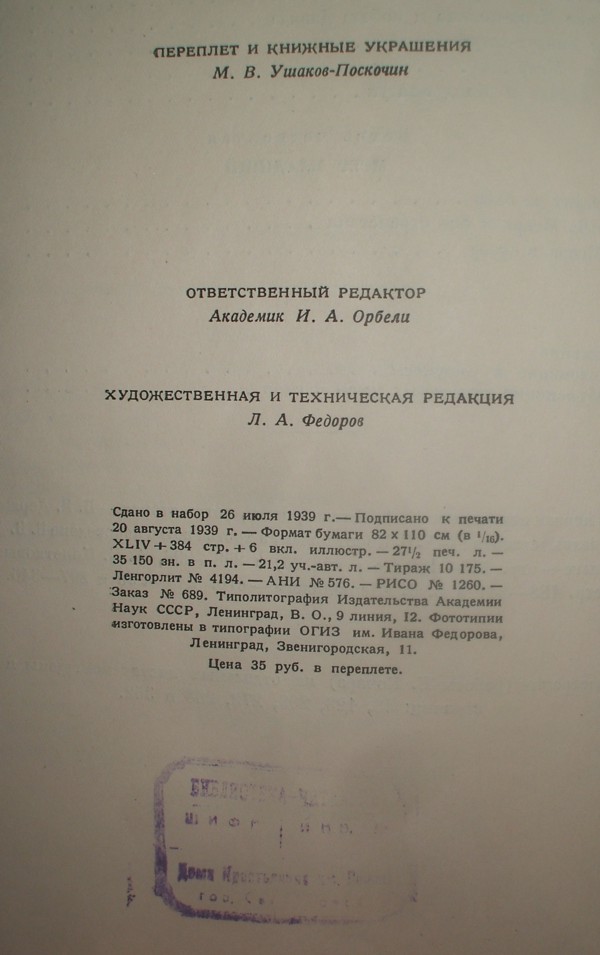 ПЕРЕПЛЕТ И КНИЖНЫЕ УКРАШЕНИЯ
М. В. Ушаков-Поскочин
ОТВЕТСТВЕННЫЙ РЕДАКТОР
Академик И. А. Орбели
ХУДОЖЕСТВЕННАЯ И ТЕХНИЧЕСКАЯ РЕДАКЦИЯ
Л. А. Федоров
Сдано в набор 26 июля 1939 г.— Подписано к печати
20 августа 1939 г. — Формат бумаги 82 х 110 см (в 1/16).
XLIV + 384 стр. + 6 вкл. иллюстр. — 27 1/2 печ. л. —
35 150 зн. в п. л. — 21,2 уч.-авт. л. — Тираж 10 175. —
Ленгорлит № 4194. — АНИ № 576. — РИСО № 1260. —
Заказ № 689. Типолитография Издательства Академии
Наук СССР, Ленинград, В. О., 9 линия, 12. Фототипии
изготовлены в типографии ОГИЗ им. Ивана Федорова,
Ленинград, Звенигородская, 11.
Цена 35 руб. в переплете.
БИБЛИОТЕКА